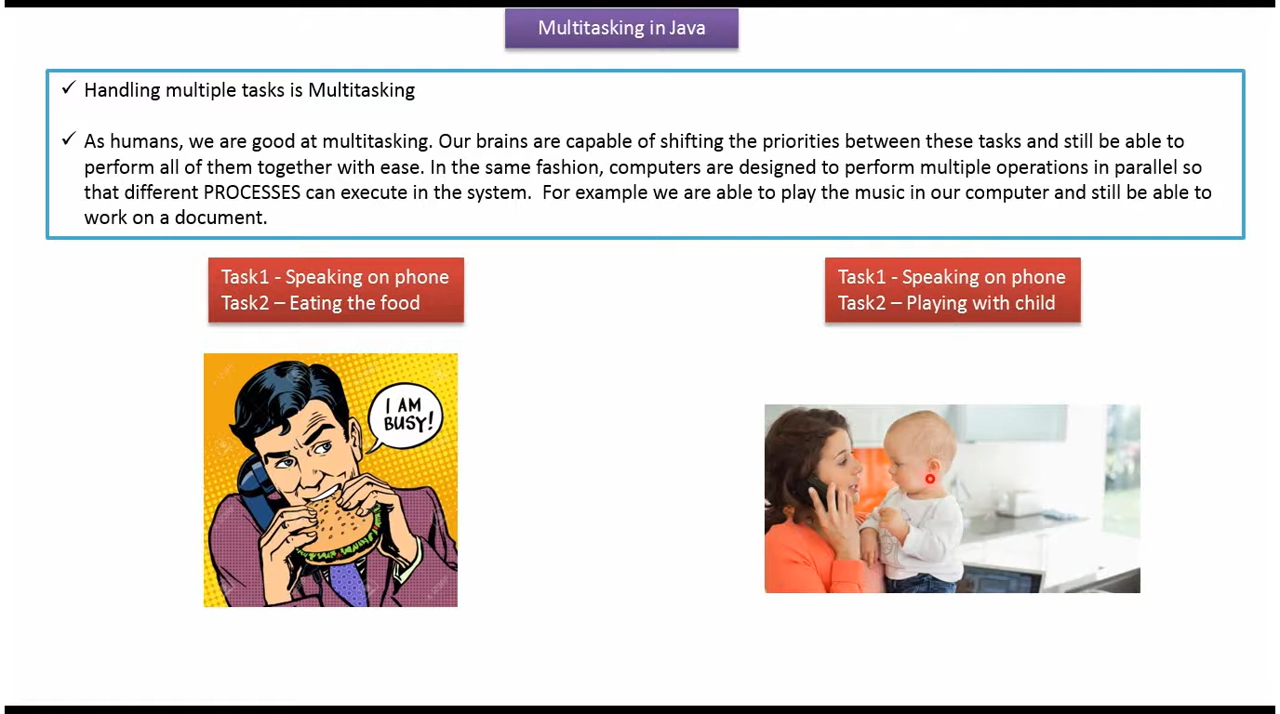 Multitasking in Java
✓ Handling multiple tasks is Multitasking
✓ As humans, we are good at multitasking. Our brains are capable of shifting the priorities between these tasks and still be able to
perform all of them together with ease. In the same fashion, computers are designed to perform multiple operations in parallel so
that different PROCESSES can execute in the system.  For example we are able to play the music in our computer and still be able to
work on a document.
Task1 - Speaking on phone
Task2 – Eating the food
Task1 - Speaking on phone
Task2 – Playing with child
I AM
BUSY!